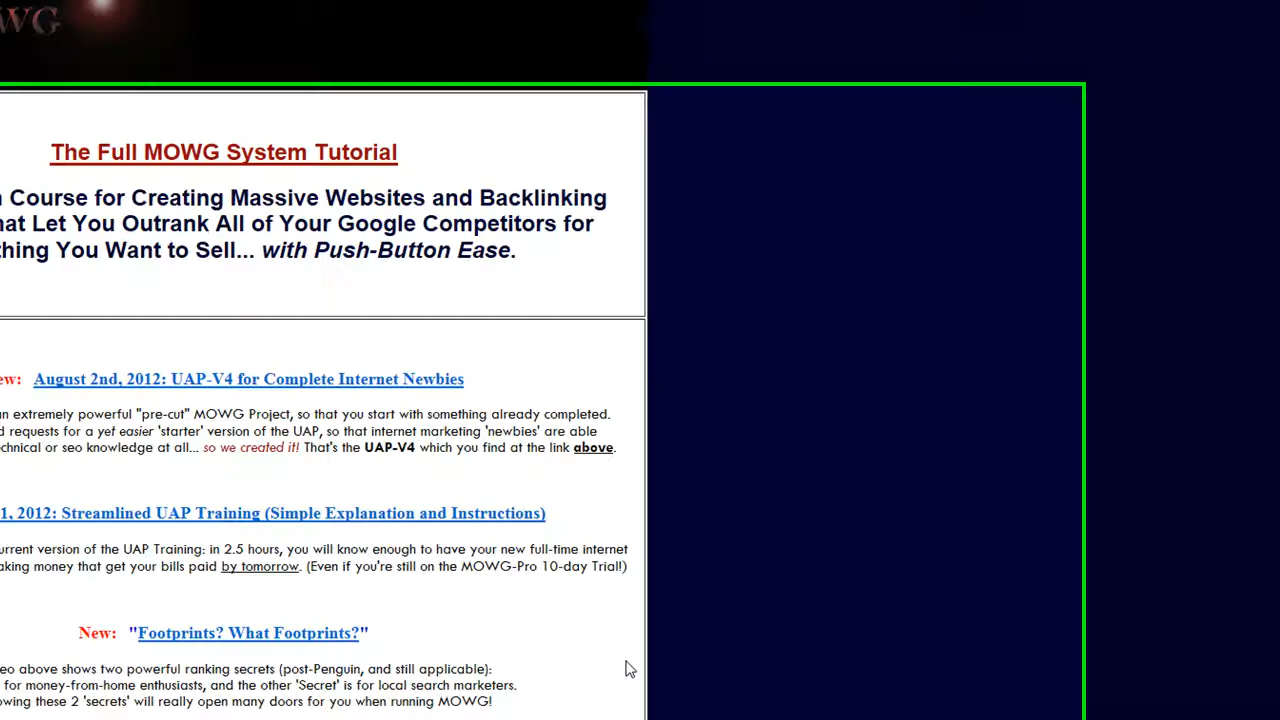 WG
The Full MOWG System Tutorial
Course for Creating Massive Websites and Backlinking
Let You Outrank All of Your Google Competitors for
You Want to Sell... with Push-Button Ease.
August 2nd, 2012: UAP-V4 for Complete Internet Newbies
an extremely powerful "pre-cut" MOWG Project, so that you start with something already completed.
requests for a yet easier 'starter' version of the UAP, so that internet marketing 'newbies' are able
or seo knowledge at all... so we created it! That's the UAP-V4 which you find at the link above.
1, 2012: Streamlined UAP Training (Simple Explanation and Instructions)
version of the UAP Training: in 2.5 hours, you will know enough to have your new full-time internet
money that get your bills paid by tomorrow. (Even if you're still on the MOWG-Pro 10-day Trial!)
New: "Footprints? What Footprints?"
above shows two powerful ranking secrets (post-Penguin, and still applicable):
for money-from-home enthusiasts, and the other 'Secret' is for local search marketers.
these 2 'secrets' will really open many doors for you when running MOWG!